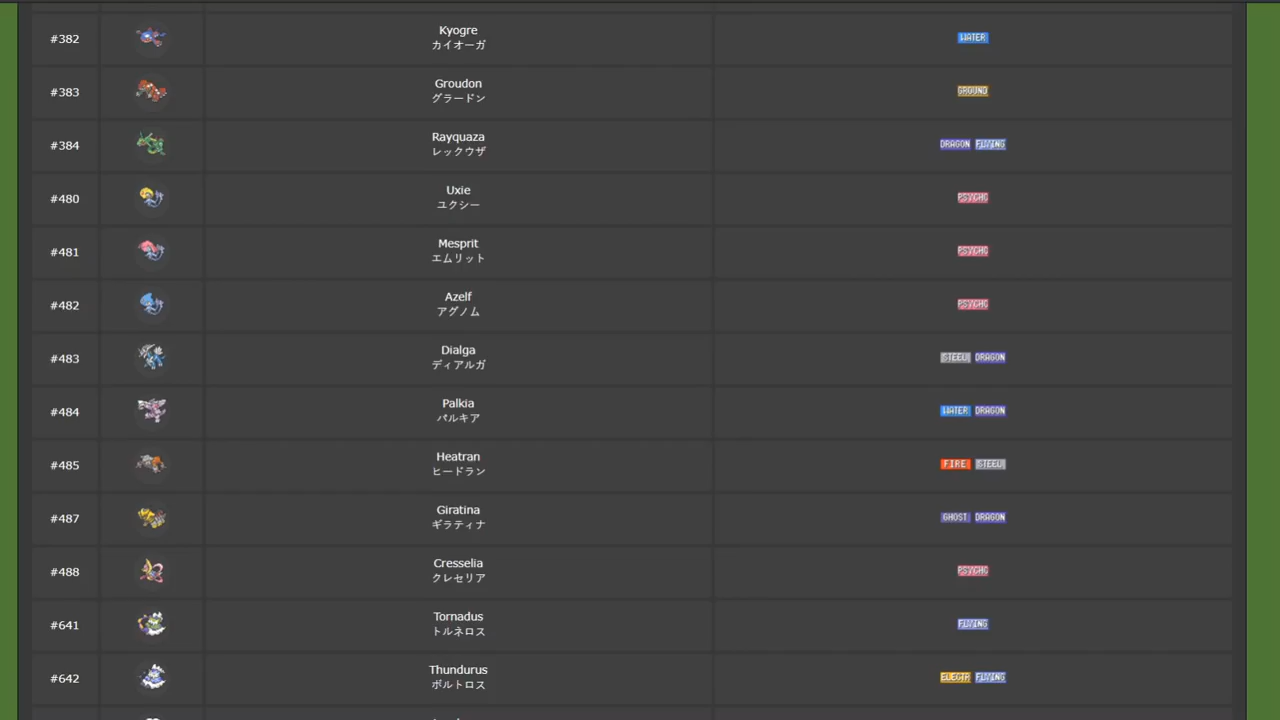 #382
Kyogre
カイオーガ
WATER
#383
Groudon
グラードン
GROUND
#384
Rayquaza
レックウザ
DRAGON FLYING
#480
Uxie
ユクシー
PSYCHC
#481
Mesprit
エムリット
PSYCHC
#482
Azelf
アグノム
PSYCHC
#483
Dialga
ディアルガ
STEEL DRAGON
#484
Palkia
パルキア
WATER DRAGON
#485
Heatran
ヒードラン
FIRE STEEL
#487
Giratina
ギラティナ
GHOST DRAGON
#488
Cresselia
クレセリア
PSYCHC
#641
Tornadus
トルネロス
FLYING
#642
Thundurus
ボルトロス
ELECTR FLYING